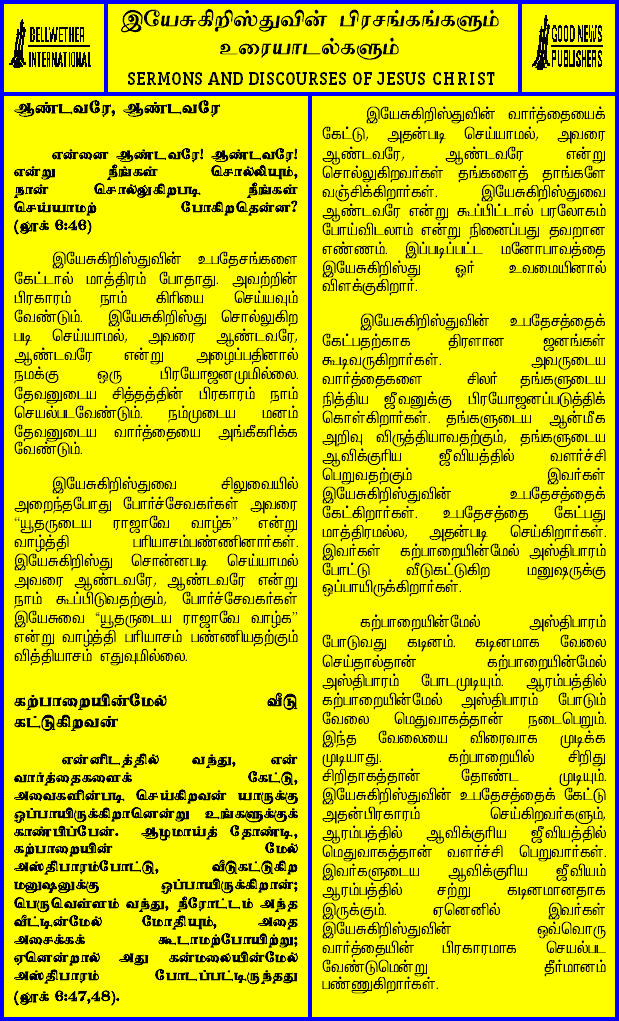 BELLWETHER
INTERNATIONAL
இயேசுகிறிஸ்துவின் பிரசங்கங்களும்
உரையாடல்களும்
SERMONS AND DISCOURSES OF JESUS CHRIST
GOOD NEWS
PUBLISHERS
ஆண்டவரே, ஆண்டவரே
என்னை ஆண்டவரே! ஆண்டவரே!
என்று நீங்கள் சொல்லியும்,
நான் சொல்லுகிறபடி நீங்கள்
செய்யாமற் போகிறதென்ன?
(லூக் 6:46)
இயேசுகிறிஸ்துவின் உபதேசங்களை
கேட்டால் மாத்திரம் போதாது. அவற்றின்
பிரகாரம் நாம் கிரியை செய்யவும்
வேண்டும். இயேசுகிறிஸ்து சொல்லுகிற
படி செய்யாமல், அவரை ஆண்டவரே,
ஆண்டவரே என்று அழைப்பதினால்
நமக்கு ஒரு பிரயோஜனமுமில்லை.
தேவனுடைய சித்தத்தின் பிரகாரம் நாம்
செயல்படவேண்டும். நம்முடைய மனம்
தேவனுடைய வார்த்தையை அங்கீகரிக்க
வேண்டும்.
இயேசுகிறிஸ்துவை சிலுவையில்
அறைந்தபோது போர்ச்சேவகர்கள் அவரை
“யூதருடைய ராஜாவே வாழ்க” என்று
வாழ்த்தி பரியாசம்பண்ணினார்கள்.
இயேசுகிறிஸ்து சொன்னபடி செய்யாமல்
அவரை ஆண்டவரே, ஆண்டவரே என்று
நாம் கூப்பிடுவதற்கும், போர்ச்சேவகர்கள்
இயேசுவை “யூதருடைய ராஜாவே வாழ்க”
என்று வாழ்த்தி பரியாசம் பண்ணியதற்கும்
வித்தியாசம் எதுவுமில்லை.
கற்பாறையின்மேல் வீடு
கட்டுகிறவன்
என்னிடத்தில் வந்து, என்
வார்த்தைகளைக் கேட்டு,
அவைகளின்படி செய்கிறவன் யாருக்கு
ஒப்பாயிருக்கிறானென்று உங்களுக்குக்
காண்பிப்பேன். ஆழமாய்த் தோண்டி,
கற்பாறையின் மேல்
அஸ்திபாரம்போட்டு, வீடுகட்டுகிற
மனுஷனுக்கு ஒப்பாயிருக்கிறான்;
பெருவெள்ளம் வந்து, நீரோட்டம் அந்த
வீட்டின்மேல் மோதியும், அதை
அசைக்கக் கூடாமற்போயிற்று;
ஏனென்றால் அது கன்மலையின்மேல்
அஸ்திபாரம் போடப்பட்டிருந்தது
(லூக் 6:47,48).
இயேசுகிறிஸ்துவின் வார்த்தையைக்
கேட்டு, அதன்படி செய்யாமல், அவரை
ஆண்டவரே, ஆண்டவரே என்று
சொல்லுகிறவர்கள் தங்களைத் தாங்களே
வஞ்சிக்கிறார்கள். இயேசுகிறிஸ்துவை
ஆண்டவரே என்று கூப்பிட்டால் பரலோகம்
போய்விடலாம் என்று நினைப்பது தவறான
எண்ணம். இப்படிப்பட்ட மனோபாவத்தை
இயேசுகிறிஸ்து ஓர் உவமையினால்
விளக்குகிறார்.
இயேசுகிறிஸ்துவின் உபதேசத்தைக்
கேட்பதற்காக திரளான ஜனங்கள்
கூடிவருகிறார்கள். அவருடைய
வார்த்தைகளை சிலர் தங்களுடைய
நித்திய ஜீவனுக்கு பிரயோஜனப்படுத்திக்
கொள்கிறார்கள். தங்களுடைய ஆன்மீக
அறிவு விருத்தியாவதற்கும், தங்களுடைய
ஆவிக்குரிய ஜீவியத்தில் வளர்ச்சி
பெறுவதற்கும் இவர்கள்
இயேசுகிறிஸ்துவின் உபதேசத்தைக்
கேட்கிறார்கள். உபதேசத்தை கேட்பது
மாத்திரமல்ல, அதன்படி செய்கிறார்கள்.
இவர்கள் கற்பாறையின்மேல் அஸ்திபாரம்
போட்டு வீடுகட்டுகிற மனுஷருக்கு
ஒப்பாயிருக்கிறார்கள்.
கற்பாறையின்மேல் அஸ்திபாரம்
போடுவது கடினம். கடினமாக வேலை
செய்தால்தான் கற்பாறையின்மேல்
அஸ்திபாரம் போடமுடியும். ஆரம்பத்தில்
கற்பாறையின்மேல் அஸ்திபாரம் போடும்
வேலை மெதுவாகத்தான் நடைபெறும்.
இந்த வேலையை விரைவாக முடிக்க
முடியாது. கற்பாறையில் சிறிது
சிறிதாகத்தான் தோண்ட முடியும்.
இயேசுகிறிஸ்துவின் உபதேசத்தைக் கேட்டு
அதன்பிரகாரம் செய்கிறவர்களும்,
ஆரம்பத்தில் ஆவிக்குரிய ஜீவியத்தில்
மெதுவாகத்தான் வளர்ச்சி பெறுவார்கள்.
இவர்களுடைய ஆவிக்குரிய ஜீவியம்
ஆரம்பத்தில் சற்று கடினமானதாக
இருக்கும். ஏனெனில் இவர்கள்
இயேசுகிறிஸ்துவின் ஒவ்வொரு
வார்த்தையின் பிரகாரமாக செயல்பட
வேண்டுமென்று தீர்மானம்
பண்ணுகிறார்கள்.